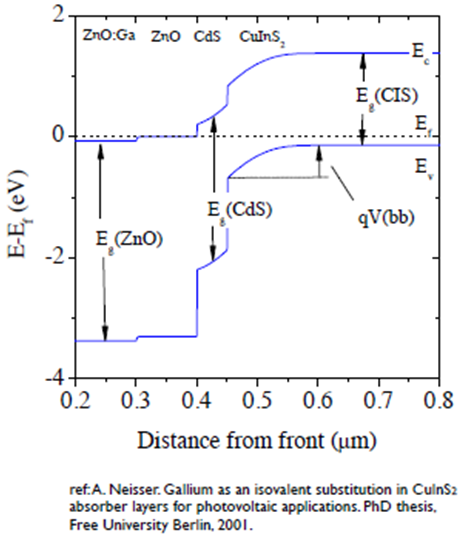 2
ZnO:Ga ZnO CdS CuInS2
Ec
Eg(CIS)
0
Ef
Ev
Eg(CdS)
qV(bb)
Eg(ZnO)
E-Ef (eV)
-2
-4
0.2 0.3 0.4 0.5 0.6 0.7 0.8
Distance from front (μm)
ref:A. Neisser. Gallium as an isovalent substitution in CuInS2
absorber layers for photovoltaic applications. PhD thesis,
Free University Berlin, 2001.